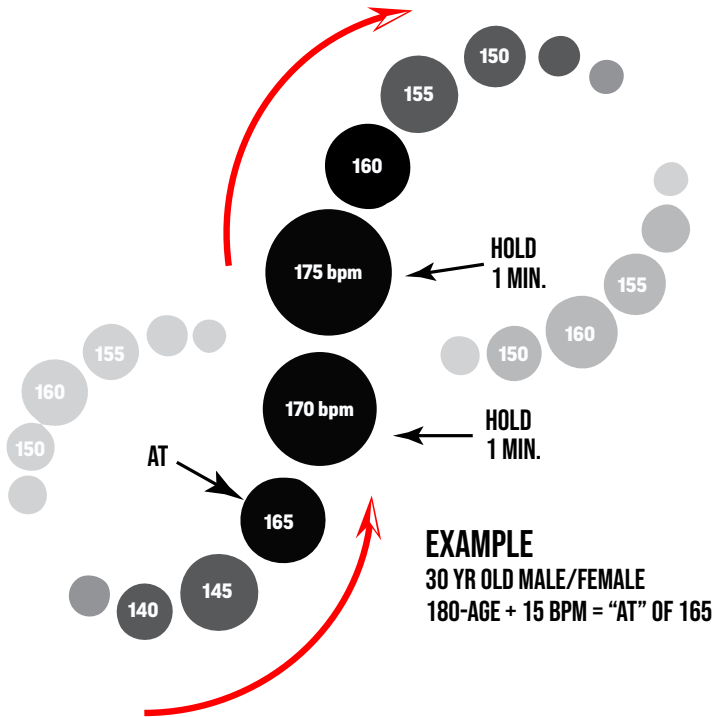 150
155
160
175 bpm
HOLD
1 MIN.
155
160
150
155
160
150
170 bpm
HOLD
1 MIN.
AT
165
145
140
EXAMPLE
30 YR OLD MALE/FEMALE
180-AGE + 15 BPM = “AT” OF 165